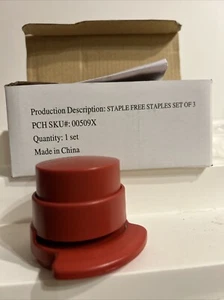 Production Description: STAPLE FREE STAPLES SET OF 3
PCH SKU#: 00509X
Quantity: 1 set
Made in China